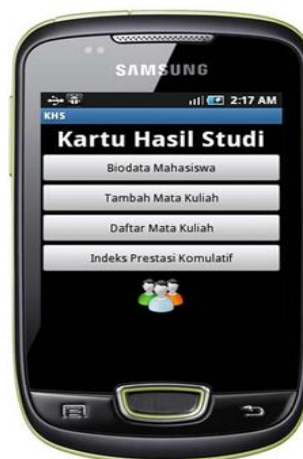 SAMSUNG
2:17 AM
KHS
Kartu Hasil Studi
Biodata Mahasiswa
Tambah Mata Kuliah
Daftar Mata Kuliah
Indeks Prestasi Komulatif